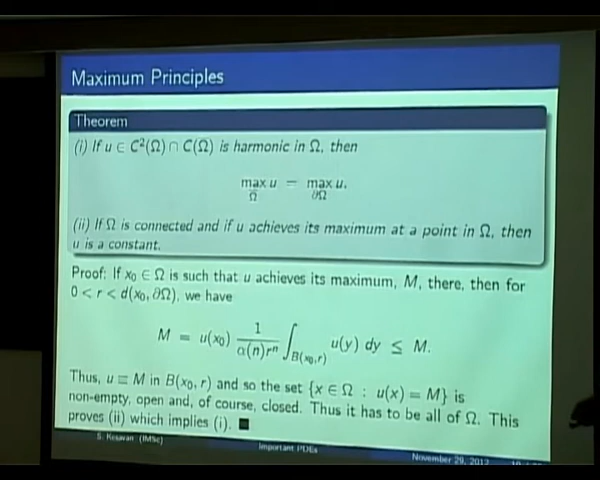 Maximum Principles
Theorem
(i) If u ∈ C²(Ω) ∩ C(Ω̅) is harmonic in Ω, then
max u = max u.
Ω̅ ∂Ω
(ii) If Ω is connected and if u achieves its maximum at a point in Ω, then
u is a constant.
Proof: If x₀ ∈ Ω is such that u achieves its maximum, M, there, then for
0 < r < d(x₀, ∂Ω), we have
M = u(x₀) 1/α(n)rⁿ ∫_B(x₀,r) u(y) dy ≤ M.
Thus, u ≡ M in B(x₀, r) and so the set {x ∈ Ω : u(x) = M} is
non-empty, open and, of course, closed. Thus it has to be all of Ω. This
proves (ii) which implies (i). ■
S. Kesavan (IMSc) Important PDEs November 29, 2012